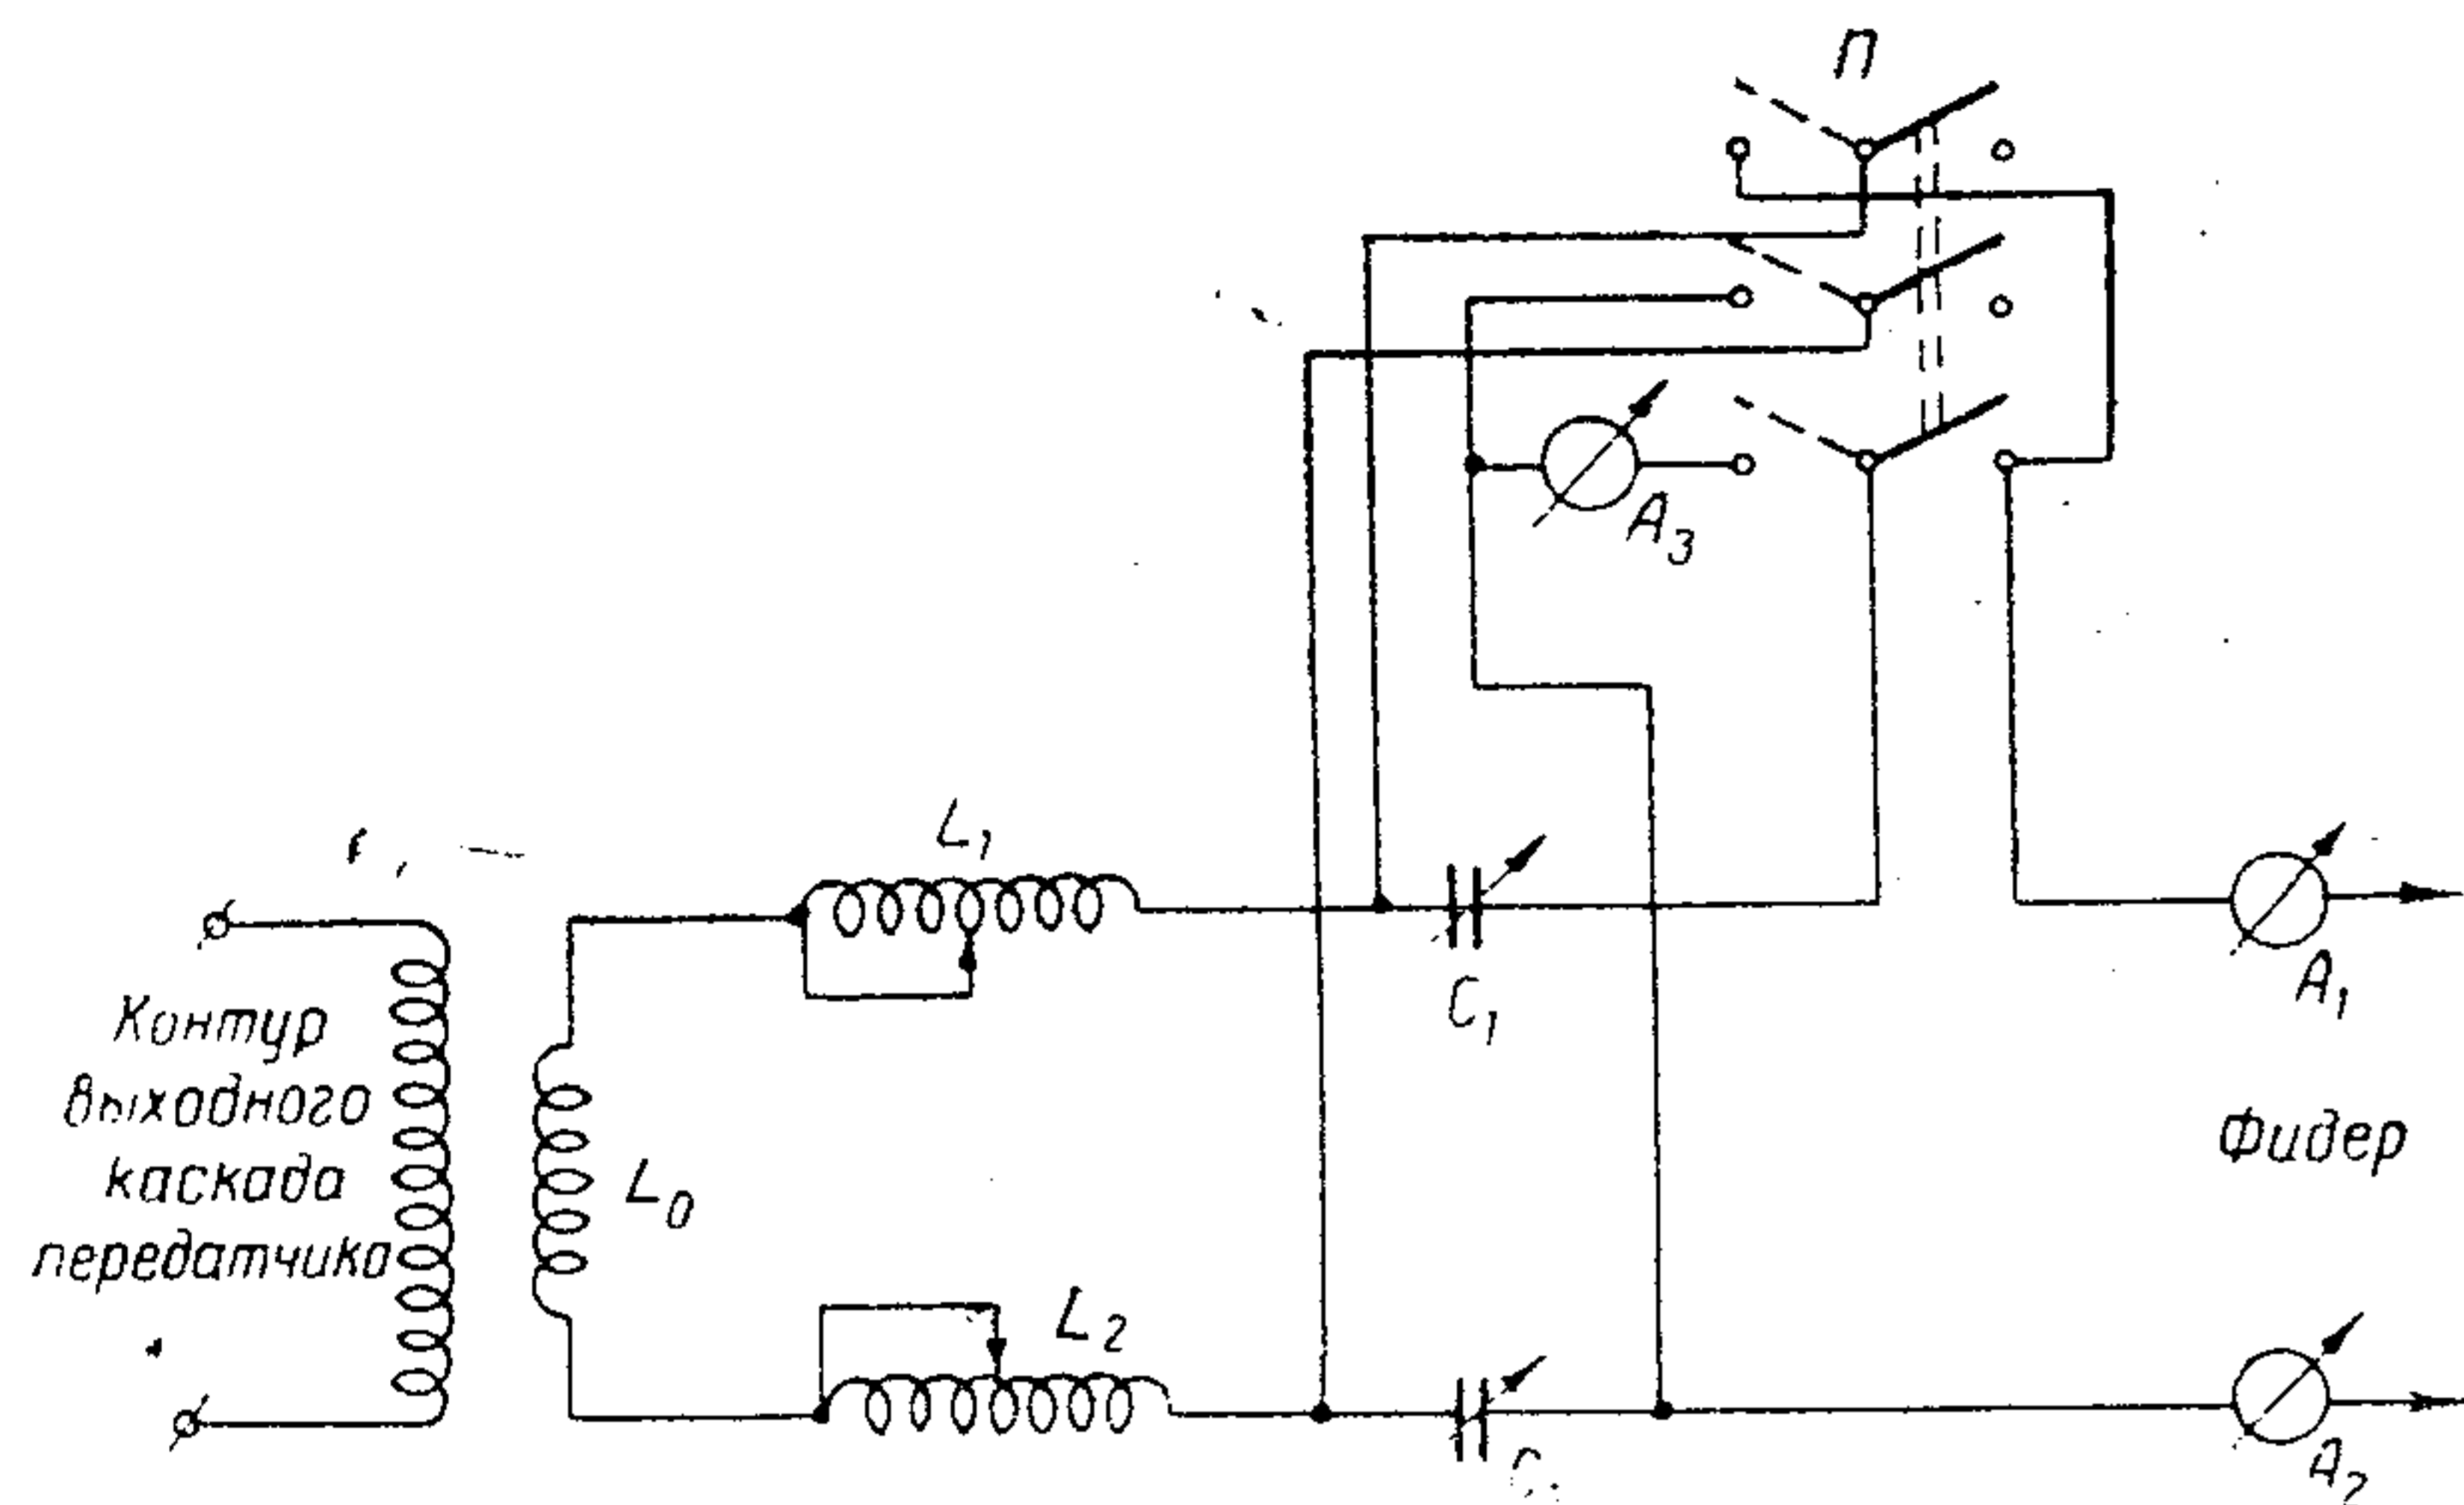 П
A3
L1
C1
A1
Контур
выходного
каскада
передатчика
L0
Фидер
L2
A2